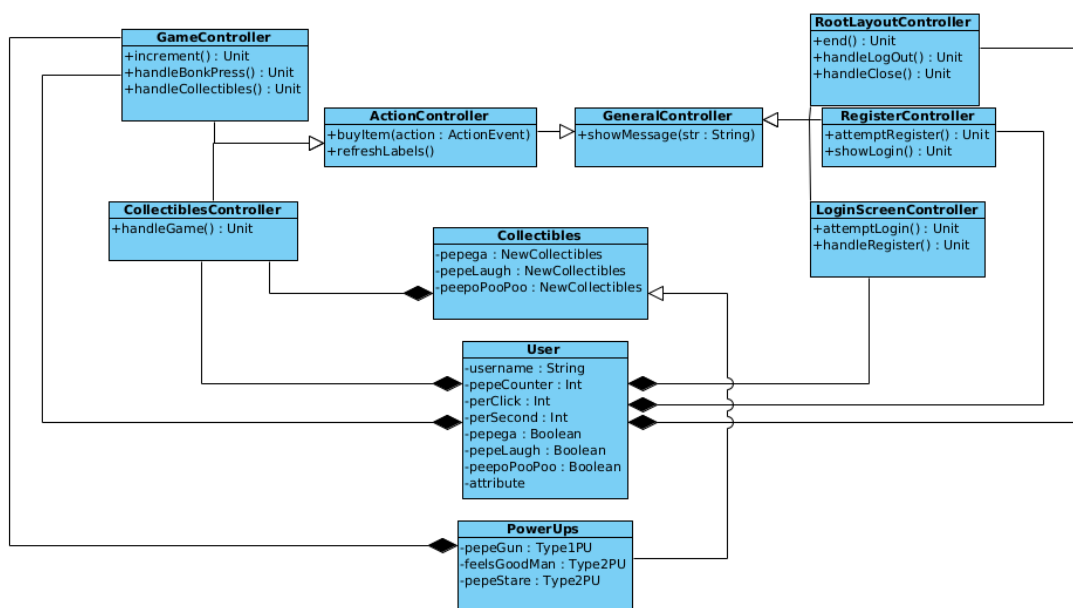 GameController
+increment() : Unit
+handleBonkPress() : Unit
+handleCollectibles() : Unit
RootLayoutController
+end() : Unit
+handleLogOut() : Unit
+handleClose() : Unit
ActionController
+buyItem(action : ActionEvent)
+refreshLabels()
GeneralController
+showMessage(str : String)
RegisterController
+attemptRegister() : Unit
+showLogin() : Unit
CollectiblesController
+handleGame() : Unit
LoginScreenController
+attemptLogin() : Unit
+handleRegister() : Unit
Collectibles
-pepega : NewCollectibles
-pepeLaugh : NewCollectibles
-peepoPooPoo : NewCollectibles
User
-username : String
-pepeCounter : Int
-perClick : Int
-perSecond : Int
-pepega : Boolean
-pepeLaugh : Boolean
-peepoPooPoo : Boolean
-attribute
PowerUps
-pepeGun : Type1PU
-feelsGoodMan : Type2PU
-pepeStare : Type2PU